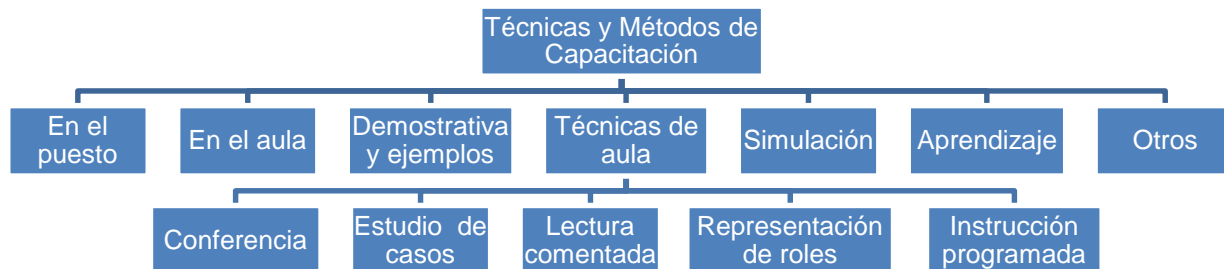 Técnicas y Métodos de
Capacitación
En el
puesto
En el aula
Demostrativa
y ejemplos
Técnicas de
aula
Simulación
Aprendizaje
Otros
Conferencia
Estudio de
casos
Lectura
comentada
Representación
de roles
Instrucción
programada